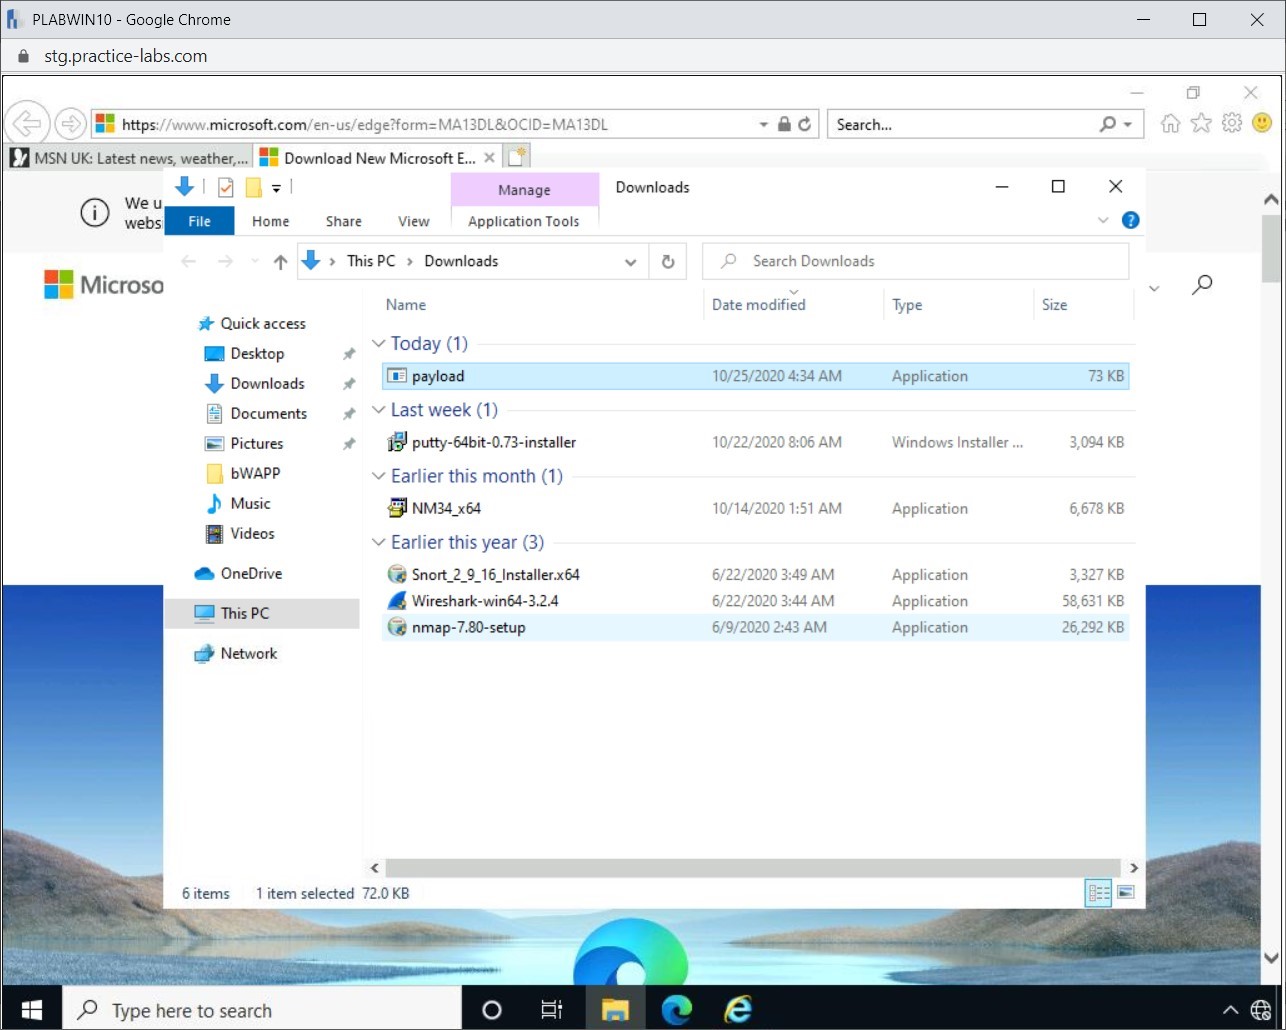 PLABWIN10 - Google Chrome
stg.practice-labs.com
https://www.microsoft.com/en-us/edge?form=MA13DL&OCID=MA13DL
Search...
MSN UK: Latest news, weather,...
Download New Microsoft E...
We u
websi
Microso
Manage
Downloads
File
Home
Share
View
Application Tools
This PC > Downloads
Search Downloads
Name Date modified Type Size
Quick access
Desktop
Downloads
Documents
Pictures
bWAPP
Music
Videos
OneDrive
This PC
Network
Today (1)
payload 10/25/2020 4:34 AM Application 73 KB
Last week (1)
putty-64bit-0.73-installer 10/22/2020 8:06 AM Windows Installer ... 3,094 KB
Earlier this month (1)
NM34_x64 10/14/2020 1:51 AM Application 6,678 KB
Earlier this year (3)
Snort_2_9_16_Installer.x64 6/22/2020 3:49 AM Application 3,327 KB
Wireshark-win64-3.2.4 6/22/2020 3:44 AM Application 58,631 KB
nmap-7.80-setup 6/9/2020 2:43 AM Application 26,292 KB
6 items 1 item selected 72.0 KB
Type here to search